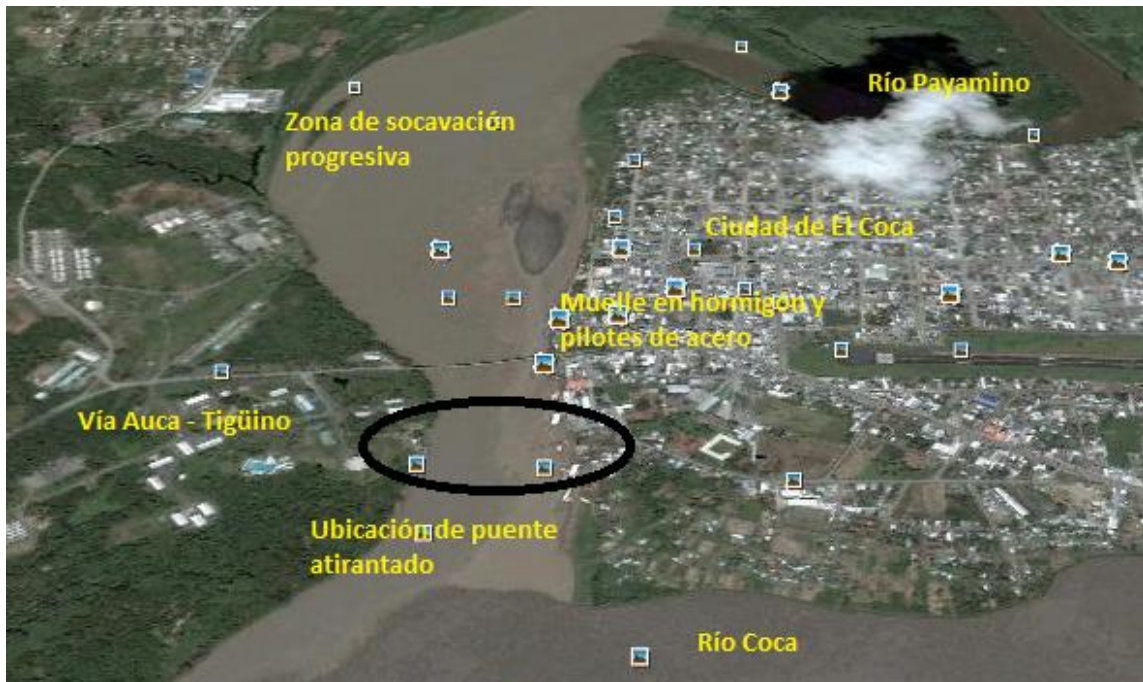 Río Payamino
Zona de socavación
progresiva
Ciudad de El Coca
Muelle en hormigón y
pilotes de acero
Vía Auca - Tigüino
Ubicación de puente
atirantado
Río Coca